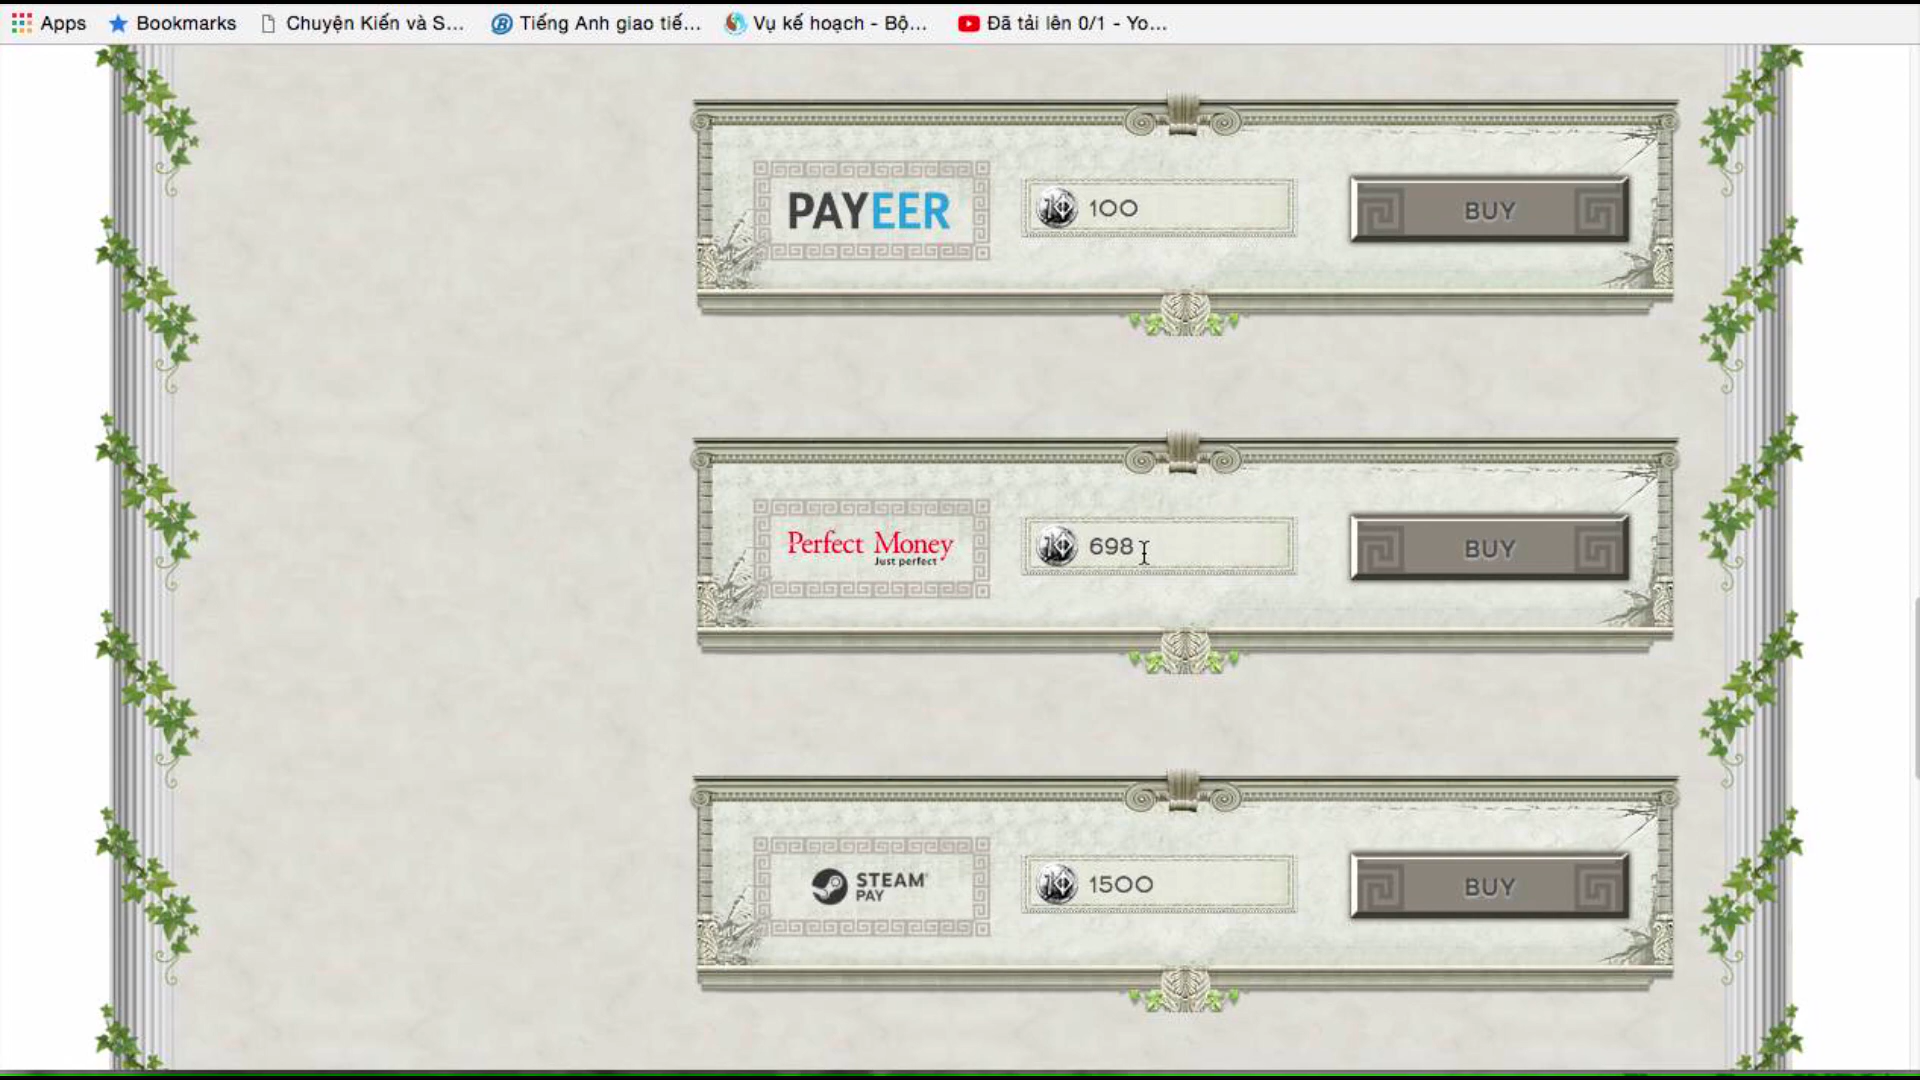 Apps Bookmarks Chuyện Kiến và S... Tiếng Anh giao tiế... Vụ kế hoạch - Bộ... Đã tải lên 0/1 - Yo...
PAYEER 100 BUY
Perfect Money 698 BUY
Just perfect
STEAM 1500 BUY
PAY